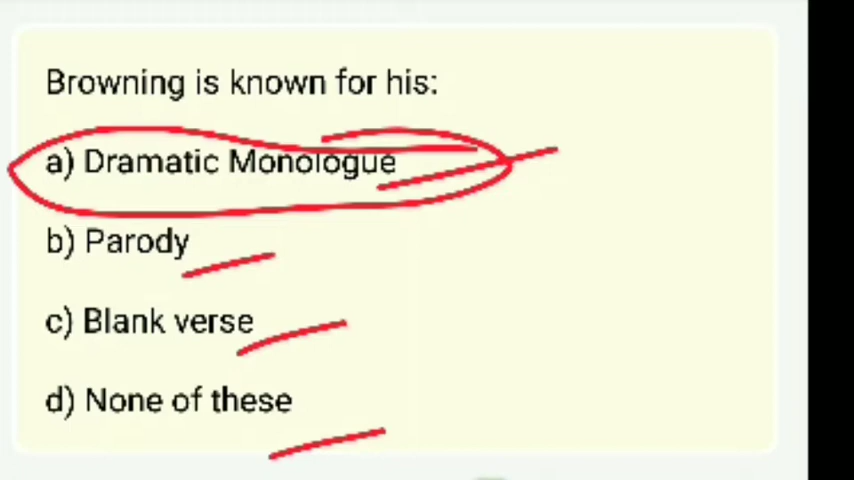 Browning is known for his:
a) Dramatic Monologue
b) Parody
c) Blank verse
d) None of these